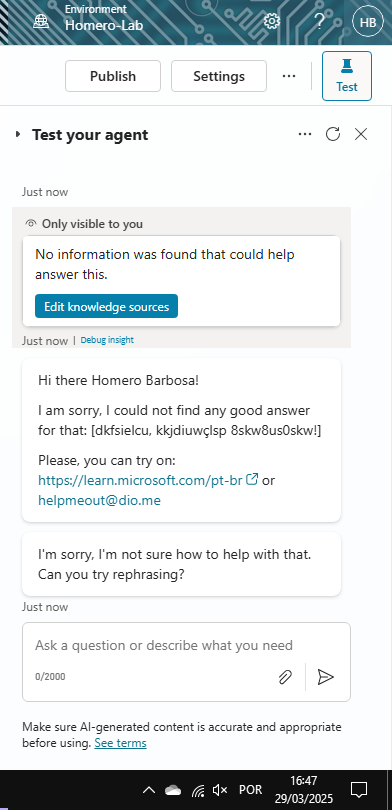 Environment
Homero-Lab
?
HB
Publish
Settings
...
Test
Test your agent
...
Just now
Only visible to you
No information was found that could help
answer this.
Edit knowledge sources
Just now | Debug insight
Hi there Homero Barbosa!
I am sorry, I could not find any good answer
for that: [dkfsielcu, kkjdiuwçlsp 8skw8us0skw!]
Please, you can try on:
https://learn.microsoft.com/pt-br or
helpmeout@dio.me
I'm sorry, I'm not sure how to help with that.
Can you try rephrasing?
Just now
Ask a question or describe what you need
0/2000
Make sure AI-generated content is accurate and appropriate
before using. See terms
POR
16:47
29/03/2025